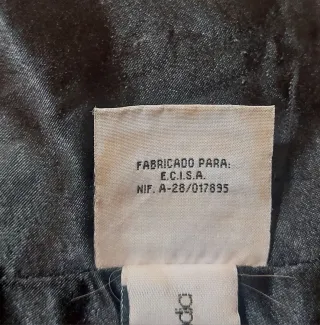 FABRICADO PARA:
E.C.I.S.A.
NIF. A-28/017895